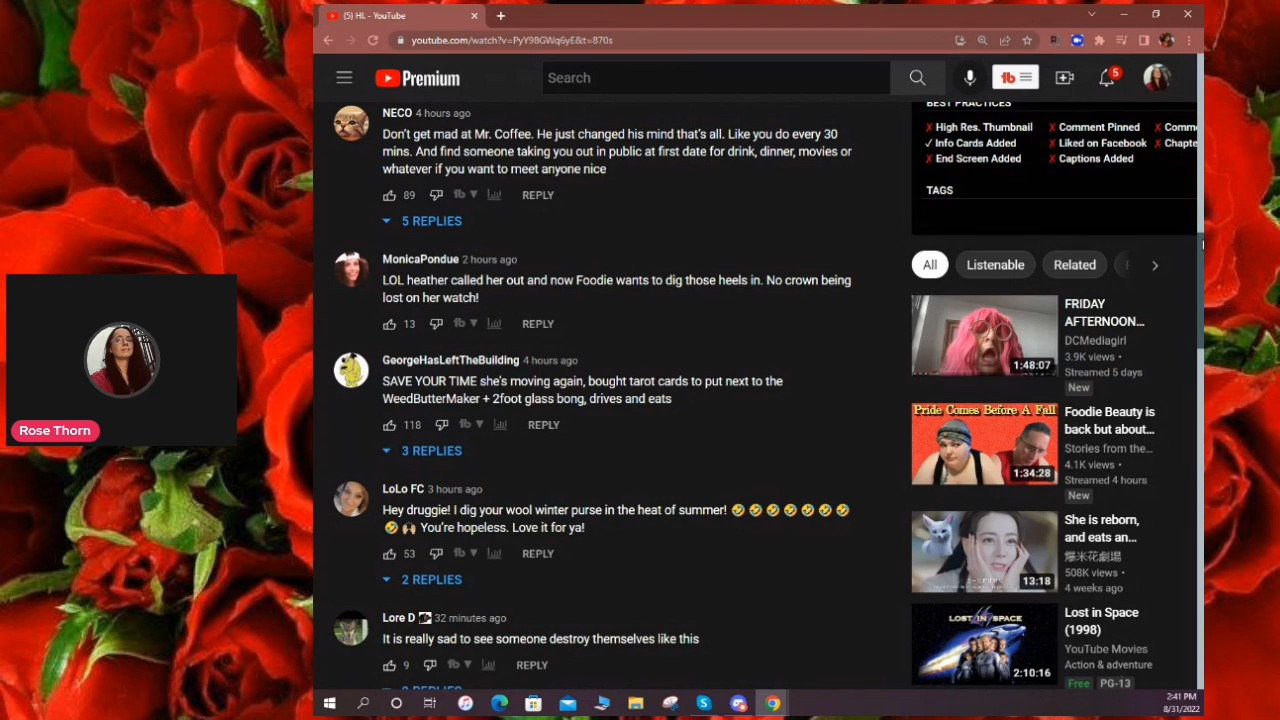 (5) HI. - YouTube
youtube.com/watch?v=PyY98GWq6yE&t=870s
Premium
Search
5
NECO 4 hours ago
Don't get mad at Mr. Coffee. He just changed his mind that's all. Like you do every 30
mins. And find someone taking you out in public at first date for drink, dinner, movies or
whatever if you want to meet anyone nice
89
REPLY
5 REPLIES
MonicaPondue 2 hours ago
LOL heather called her out and now Foodie wants to dig those heels in. No crown being
lost on her watch!
13
REPLY
GeorgeHasLeftTheBuilding 4 hours ago
SAVE YOUR TIME she's moving again, bought tarot cards to put next to the
WeedButterMaker + 2foot glass bong, drives and eats
118
REPLY
3 REPLIES
LoLo FC 3 hours ago
Hey druggie! I dig your wool winter purse in the heat of summer! 🤣🤣🤣🤣🤣🤣🤣
🤣🙌 You're hopeless. Love it for ya!
53
REPLY
2 REPLIES
Lore D 32 minutes ago
It is really sad to see someone destroy themselves like this
9
REPLY
BEST PRACTICES
✗ High Res. Thumbnail ✗ Comment Pinned ✗ Comme
✓ Info Cards Added ✗ Liked on Facebook ✗ Chapte
✗ End Screen Added ✗ Captions Added
TAGS
All Listenable Related
FRIDAY
AFTERNOON...
DCMediagirl
3.9K views •
Streamed 5 days
New
1:48:07
Pride Comes Before A Fall
1:34:28
Foodie Beauty is
back but about...
Stories from the...
4.1K views •
Streamed 4 hours
New
She is reborn,
and eats an...
爆米花劇場
508K views •
4 weeks ago
13:18
LOST IN SPACE
2:10:16
Lost in Space
(1998)
YouTube Movies
Action & adventure
Free PG-13
Rose Thorn
2:41 PM
8/31/2022